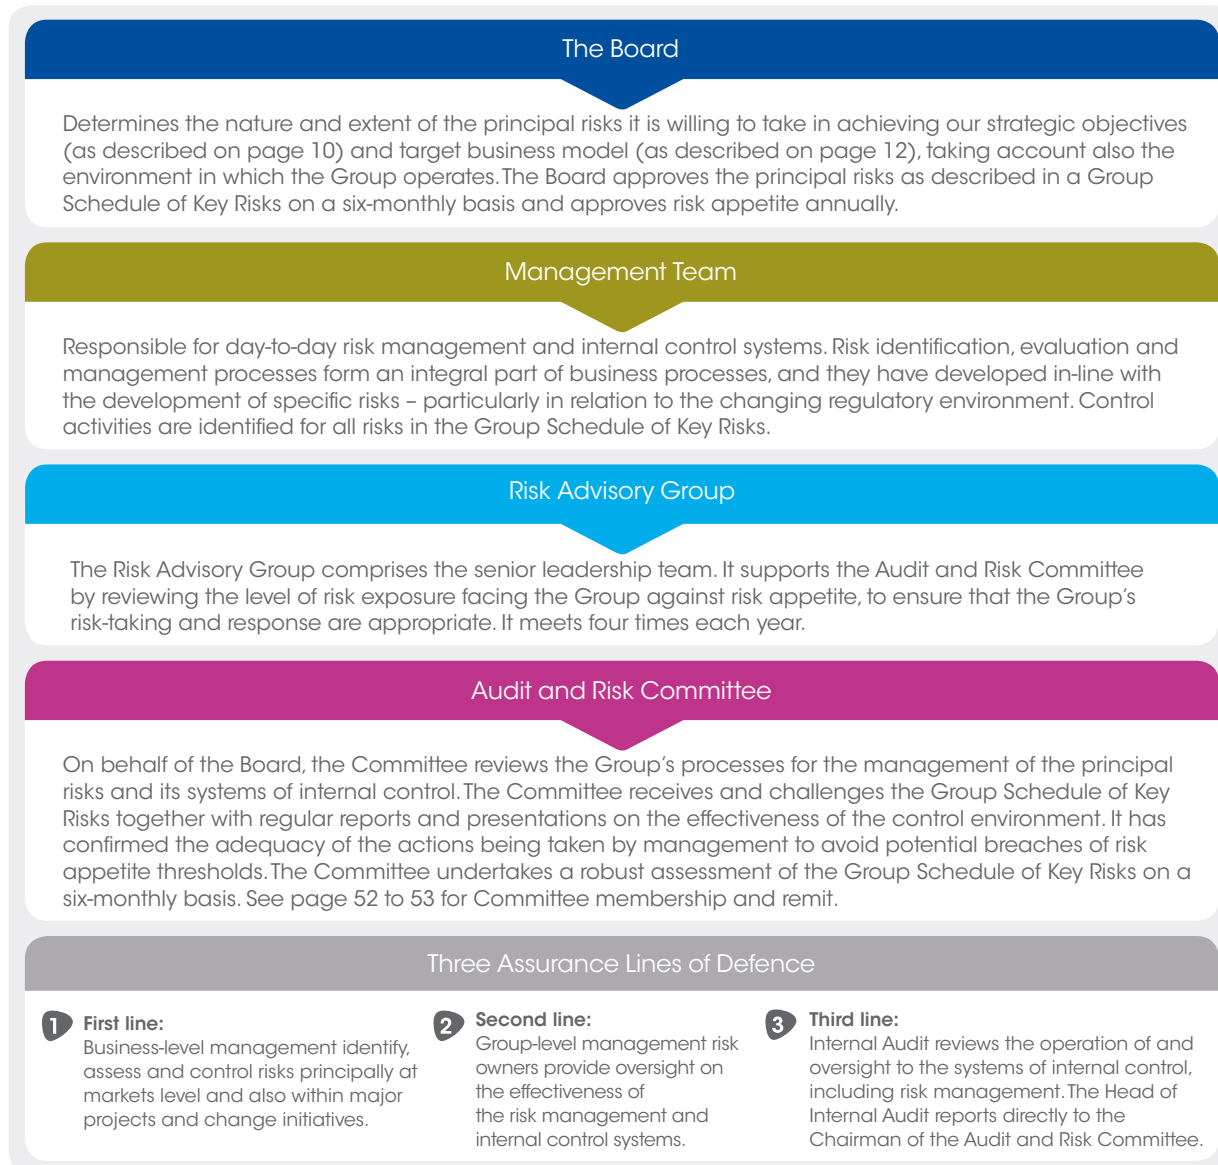 The Board
Determines the nature and extent of the principal risks it is willing to take in achieving our strategic objectives
(as described on page 10) and target business model (as described on page 12), taking account also the
environment in which the Group operates. The Board approves the principal risks as described in a Group
Schedule of Key Risks on a six-monthly basis and approves risk appetite annually.
Management Team
Responsible for day-to-day risk management and internal control systems. Risk identification, evaluation and
management processes form an integral part of business processes, and they have developed in-line with
the development of specific risks – particularly in relation to the changing regulatory environment. Control
activities are identified for all risks in the Group Schedule of Key Risks.
Risk Advisory Group
The Risk Advisory Group comprises the senior leadership team. It supports the Audit and Risk Committee
by reviewing the level of risk exposure facing the Group against risk appetite, to ensure that the Group's
risk-taking and response are appropriate. It meets four times each year.
Audit and Risk Committee
On behalf of the Board, the Committee reviews the Group's processes for the management of the principal
risks and its systems of internal control. The Committee receives and challenges the Group Schedule of Key
Risks together with regular reports and presentations on the effectiveness of the control environment. It has
confirmed the adequacy of the actions being taken by management to avoid potential breaches of risk
appetite thresholds. The Committee undertakes a robust assessment of the Group Schedule of Key Risks on a
six-monthly basis. See page 52 to 53 for Committee membership and remit.
Three Assurance Lines of Defence
1
First line:
Business-level management identify,
assess and control risks principally at
markets level and also within major
projects and change initiatives.
2
Second line:
Group-level management risk
owners provide oversight on
the effectiveness of
the risk management and
internal control systems.
3
Third line:
Internal Audit reviews the operation of and
oversight to the systems of internal control,
including risk management. The Head of
Internal Audit reports directly to the
Chairman of the Audit and Risk Committee.